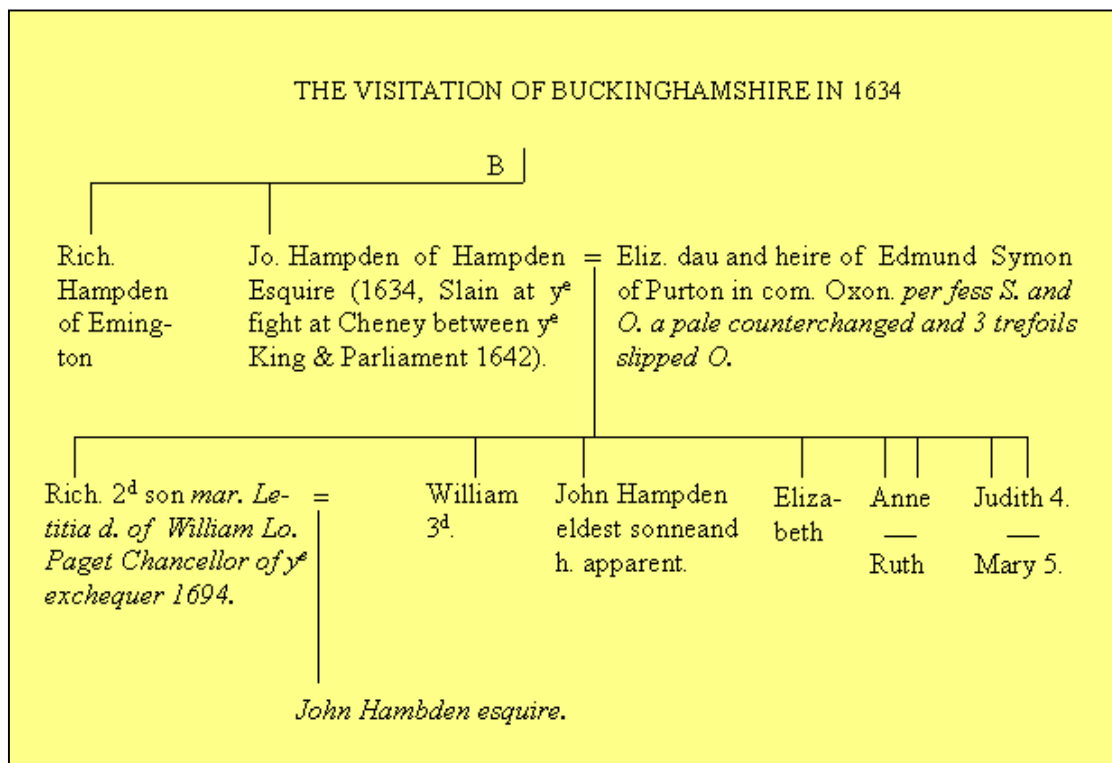 THE VISITATION OF BUCKINGHAMSHIRE IN 1634
B
Rich.
Hampden
of Eming-
ton
Jo. Hampden of Hampden
Esquire (1634, Slain at yᵉ
fight at Cheney between yᵉ
King & Parliament 1642).
=
Eliz. dau and heire of Edmund Symon
of Purton in com. Oxon. per fess S. and
O. a pale counterchanged and 3 trefoils
slipped O.
Rich. 2ᵈ son mar. Le-
titia d. of William Lo.
Paget Chancellor of yᵉ
exchequer 1694.
=
William
3ᵈ.
John Hampden
eldest sonneand
h. apparent.
Eliza-
beth
Anne
—
Ruth
Judith 4.
—
Mary 5.
John Hambden esquire.